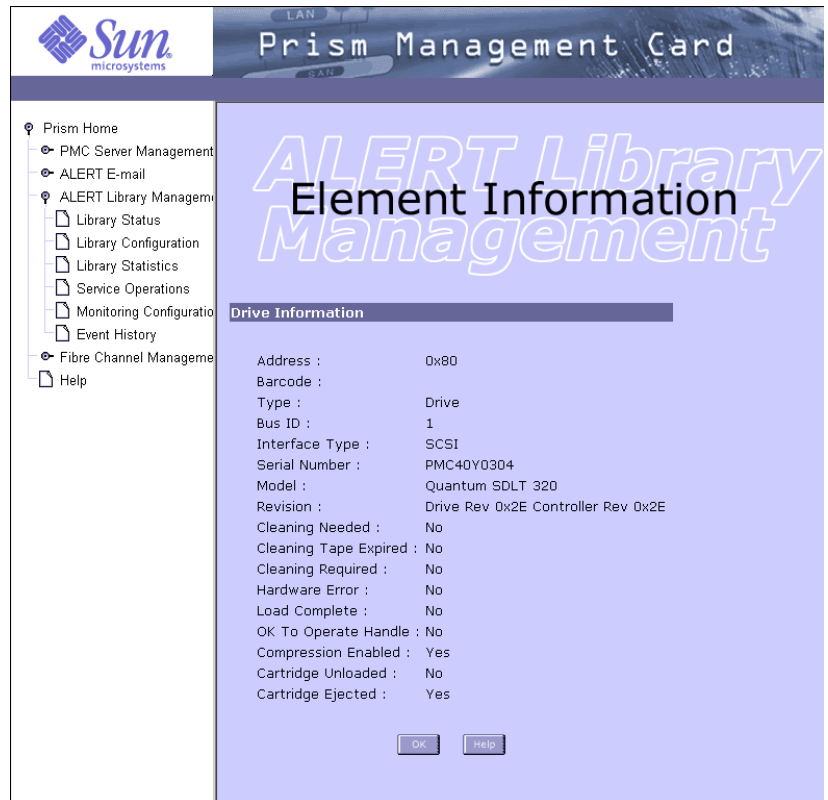 Sun
microsystems
LAN
Prism Management Card
SAN
Prism Home
PMC Server Management
ALERT E-mail
ALERT Library Managem
Library Status
Library Configuration
Library Statistics
Service Operations
Monitoring Configuratio
Event History
Fibre Channel Manageme
Help
ALERT Library
Management
Element Information
Drive Information
Address : 0x80
Barcode :
Type : Drive
Bus ID : 1
Interface Type : SCSI
Serial Number : PMC40Y0304
Model : Quantum SDLT 320
Revision : Drive Rev 0x2E Controller Rev 0x2E
Cleaning Needed : No
Cleaning Tape Expired : No
Cleaning Required : No
Hardware Error : No
Load Complete : No
OK To Operate Handle : No
Compression Enabled : Yes
Cartridge Unloaded : No
Cartridge Ejected : Yes
OK
Help